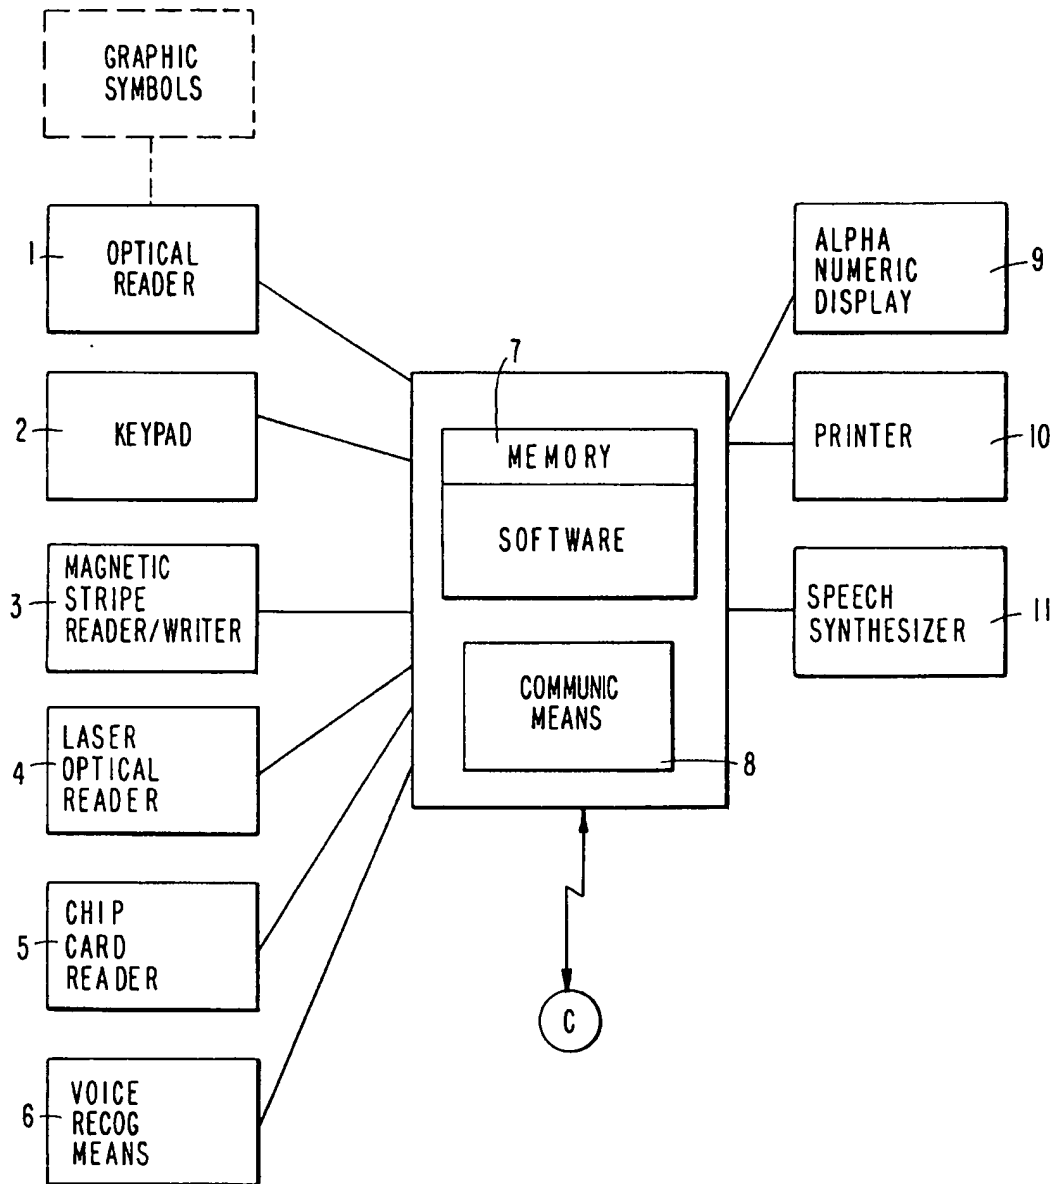 GRAPHIC
SYMBOLS
1
OPTICAL
READER
2
KEYPAD
3
MAGNETIC
STRIPE
READER/WRITER
4
LASER
OPTICAL
READER
5
CHIP
CARD
READER
6
VOICE
RECOG
MEANS
7
MEMORY
SOFTWARE
COMMUNIC
MEANS
8
C
ALPHA
NUMERIC
DISPLAY
9
PRINTER
10
SPEECH
SYNTHESIZER
11